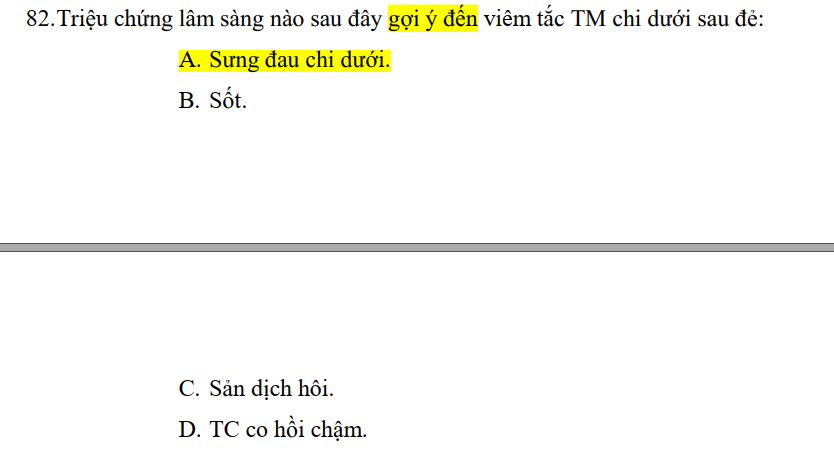 82.Triệu chứng lâm sàng nào sau đây gợi ý đến viêm tắc TM chi dưới sau đẻ:
A. Sưng đau chi dưới.
B. Sốt.
C. Sản dịch hôi.
D. TC co hồi chậm.